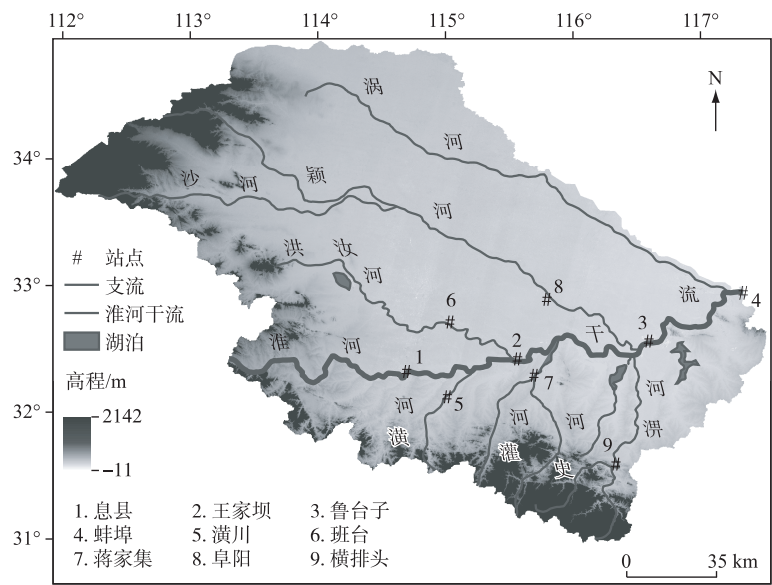 112° 113° 114° 115° 116° 117°
N
涡
河
34°
沙 河 颖
河
洪 汝
河
# 站点
33°
8
流
4
支流
6
淮河干流
3
干
湖泊
淮
河
1
2
7
高程/m
河
5
河 河
河
32°
2142
潢
淠
灌 史
9
-11
1. 息县 2. 王家坝 3. 鲁台子
4. 蚌埠 5. 潢川 6. 班台
31°
7. 蒋家集 8. 阜阳 9. 横排头
0 35 km